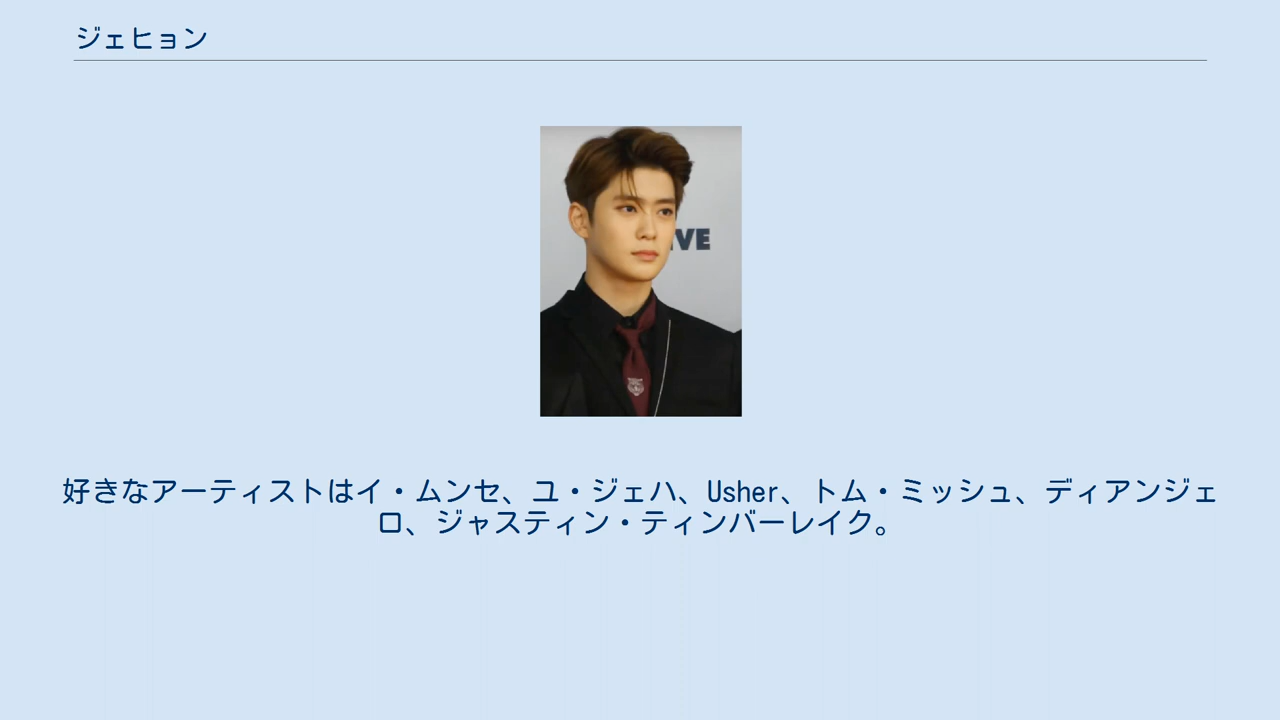 ジェヒョン
IVE
好きなアーティストはイ・ムンセ、ユ・ジェハ、Usher、トム・ミッシュ、ディアンジェ
ロ、ジャスティン・ティンバーレイク。